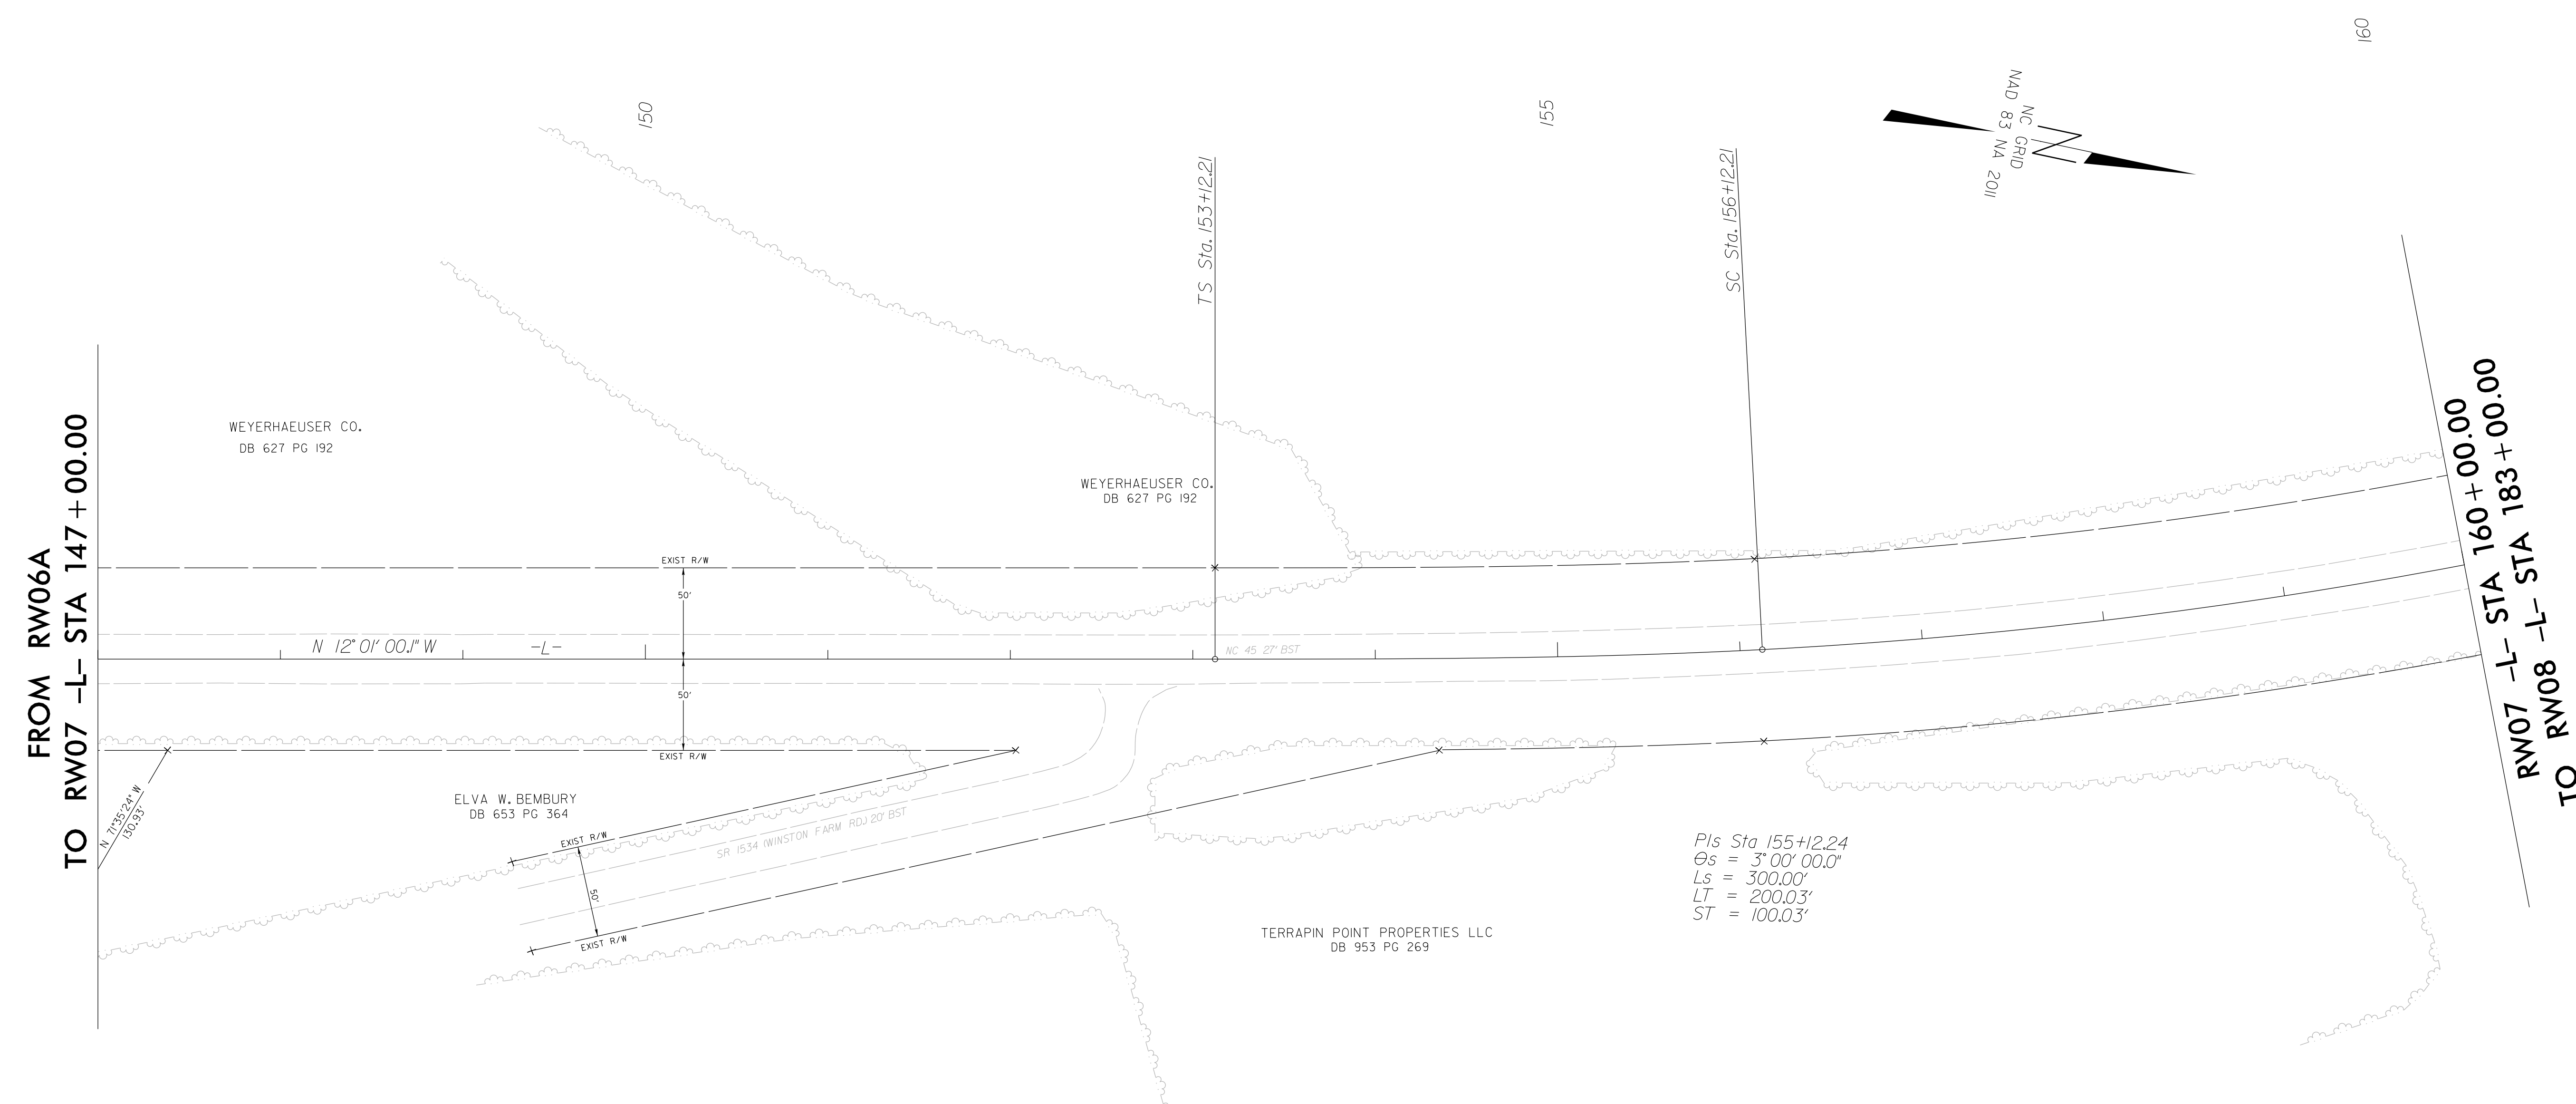 160
150
155
NC GRID
NAD 83 NA 2011
N
TS Sta. 153+12.21
SC Sta. 156+12.21
FROM RW06A
TO RW07 -L- STA 147+00.00
WEYERHAEUSER CO.
DB 627 PG 192
WEYERHAEUSER CO.
DB 627 PG 192
EXIST R/W
50'
N 12° 01' 00.1" W
-L-
NC 45 27' BST
50'
EXIST R/W
N 71°35'24" W
130.93'
ELVA W. BEMBURY
DB 653 PG 364
EXIST R/W
50'
EXIST R/W
SR 1534 (WINSTON FARM RD.) 20' BST
TERRAPIN POINT PROPERTIES LLC
DB 953 PG 269
PIs Sta 155+12.24
Θs = 3° 00' 00.0"
Ls = 300.00'
LT = 200.03'
ST = 100.03'
RW07 -L- STA 160+00.00
TO RW08 -L- STA 183+00.00